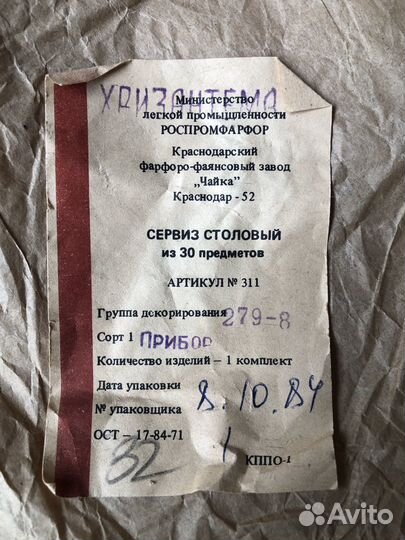 ХРИЗАНТЕМА
Министерство
легкой промышленности
РОСПРОМФАРФОР
Краснодарский
фарфоро-фаянсовый завод
„Чайка"
Краснодар - 52
СЕРВИЗ СТОЛОВЫЙ
из 30 предметов
АРТИКУЛ № 311
Группа декорирования 279-8
Сорт 1 ПРИБОР
Количество изделий – 1 комплект
Дата упаковки 8.10.84
№ упаковщика 1
ОСТ – 17-84-71
32
КППО-1
Avito